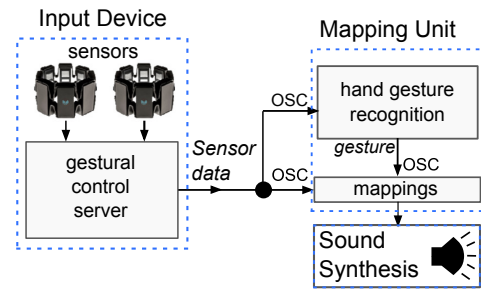 Input Device
sensors
gestural
control
server
Sensor
data
Mapping Unit
OSC
hand gesture
recognition
gesture
OSC
OSC
mappings
Sound
Synthesis